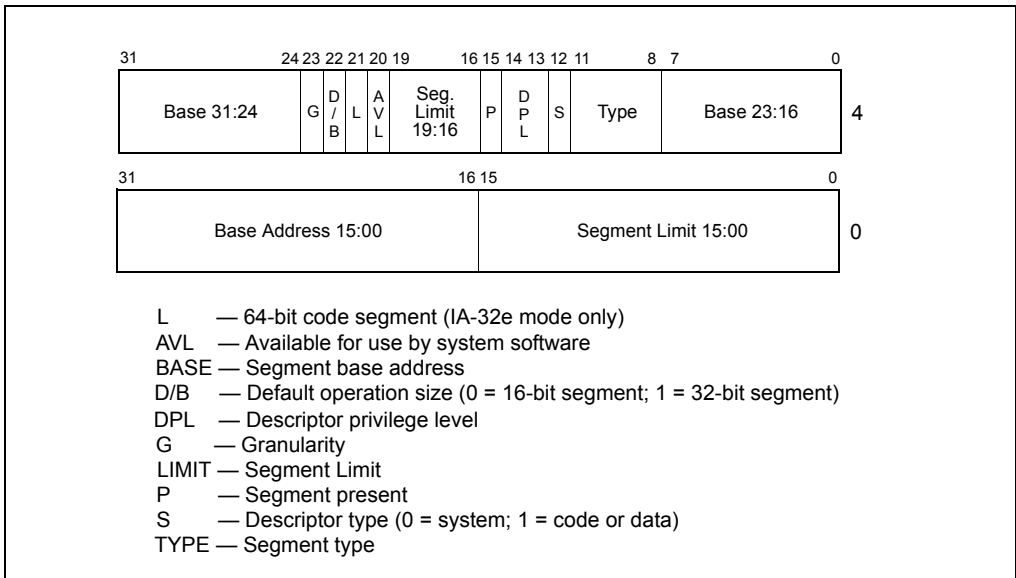 31 24 23 22 21 20 19 16 15 14 13 12 11 8 7 0
Base 31:24 G D/B L AVL Seg. Limit 19:16 P DPL S Type Base 23:16 4
31 16 15 0
Base Address 15:00 Segment Limit 15:00 0
L — 64-bit code segment (IA-32e mode only)
AVL — Available for use by system software
BASE — Segment base address
D/B — Default operation size (0 = 16-bit segment; 1 = 32-bit segment)
DPL — Descriptor privilege level
G — Granularity
LIMIT — Segment Limit
P — Segment present
S — Descriptor type (0 = system; 1 = code or data)
TYPE — Segment type